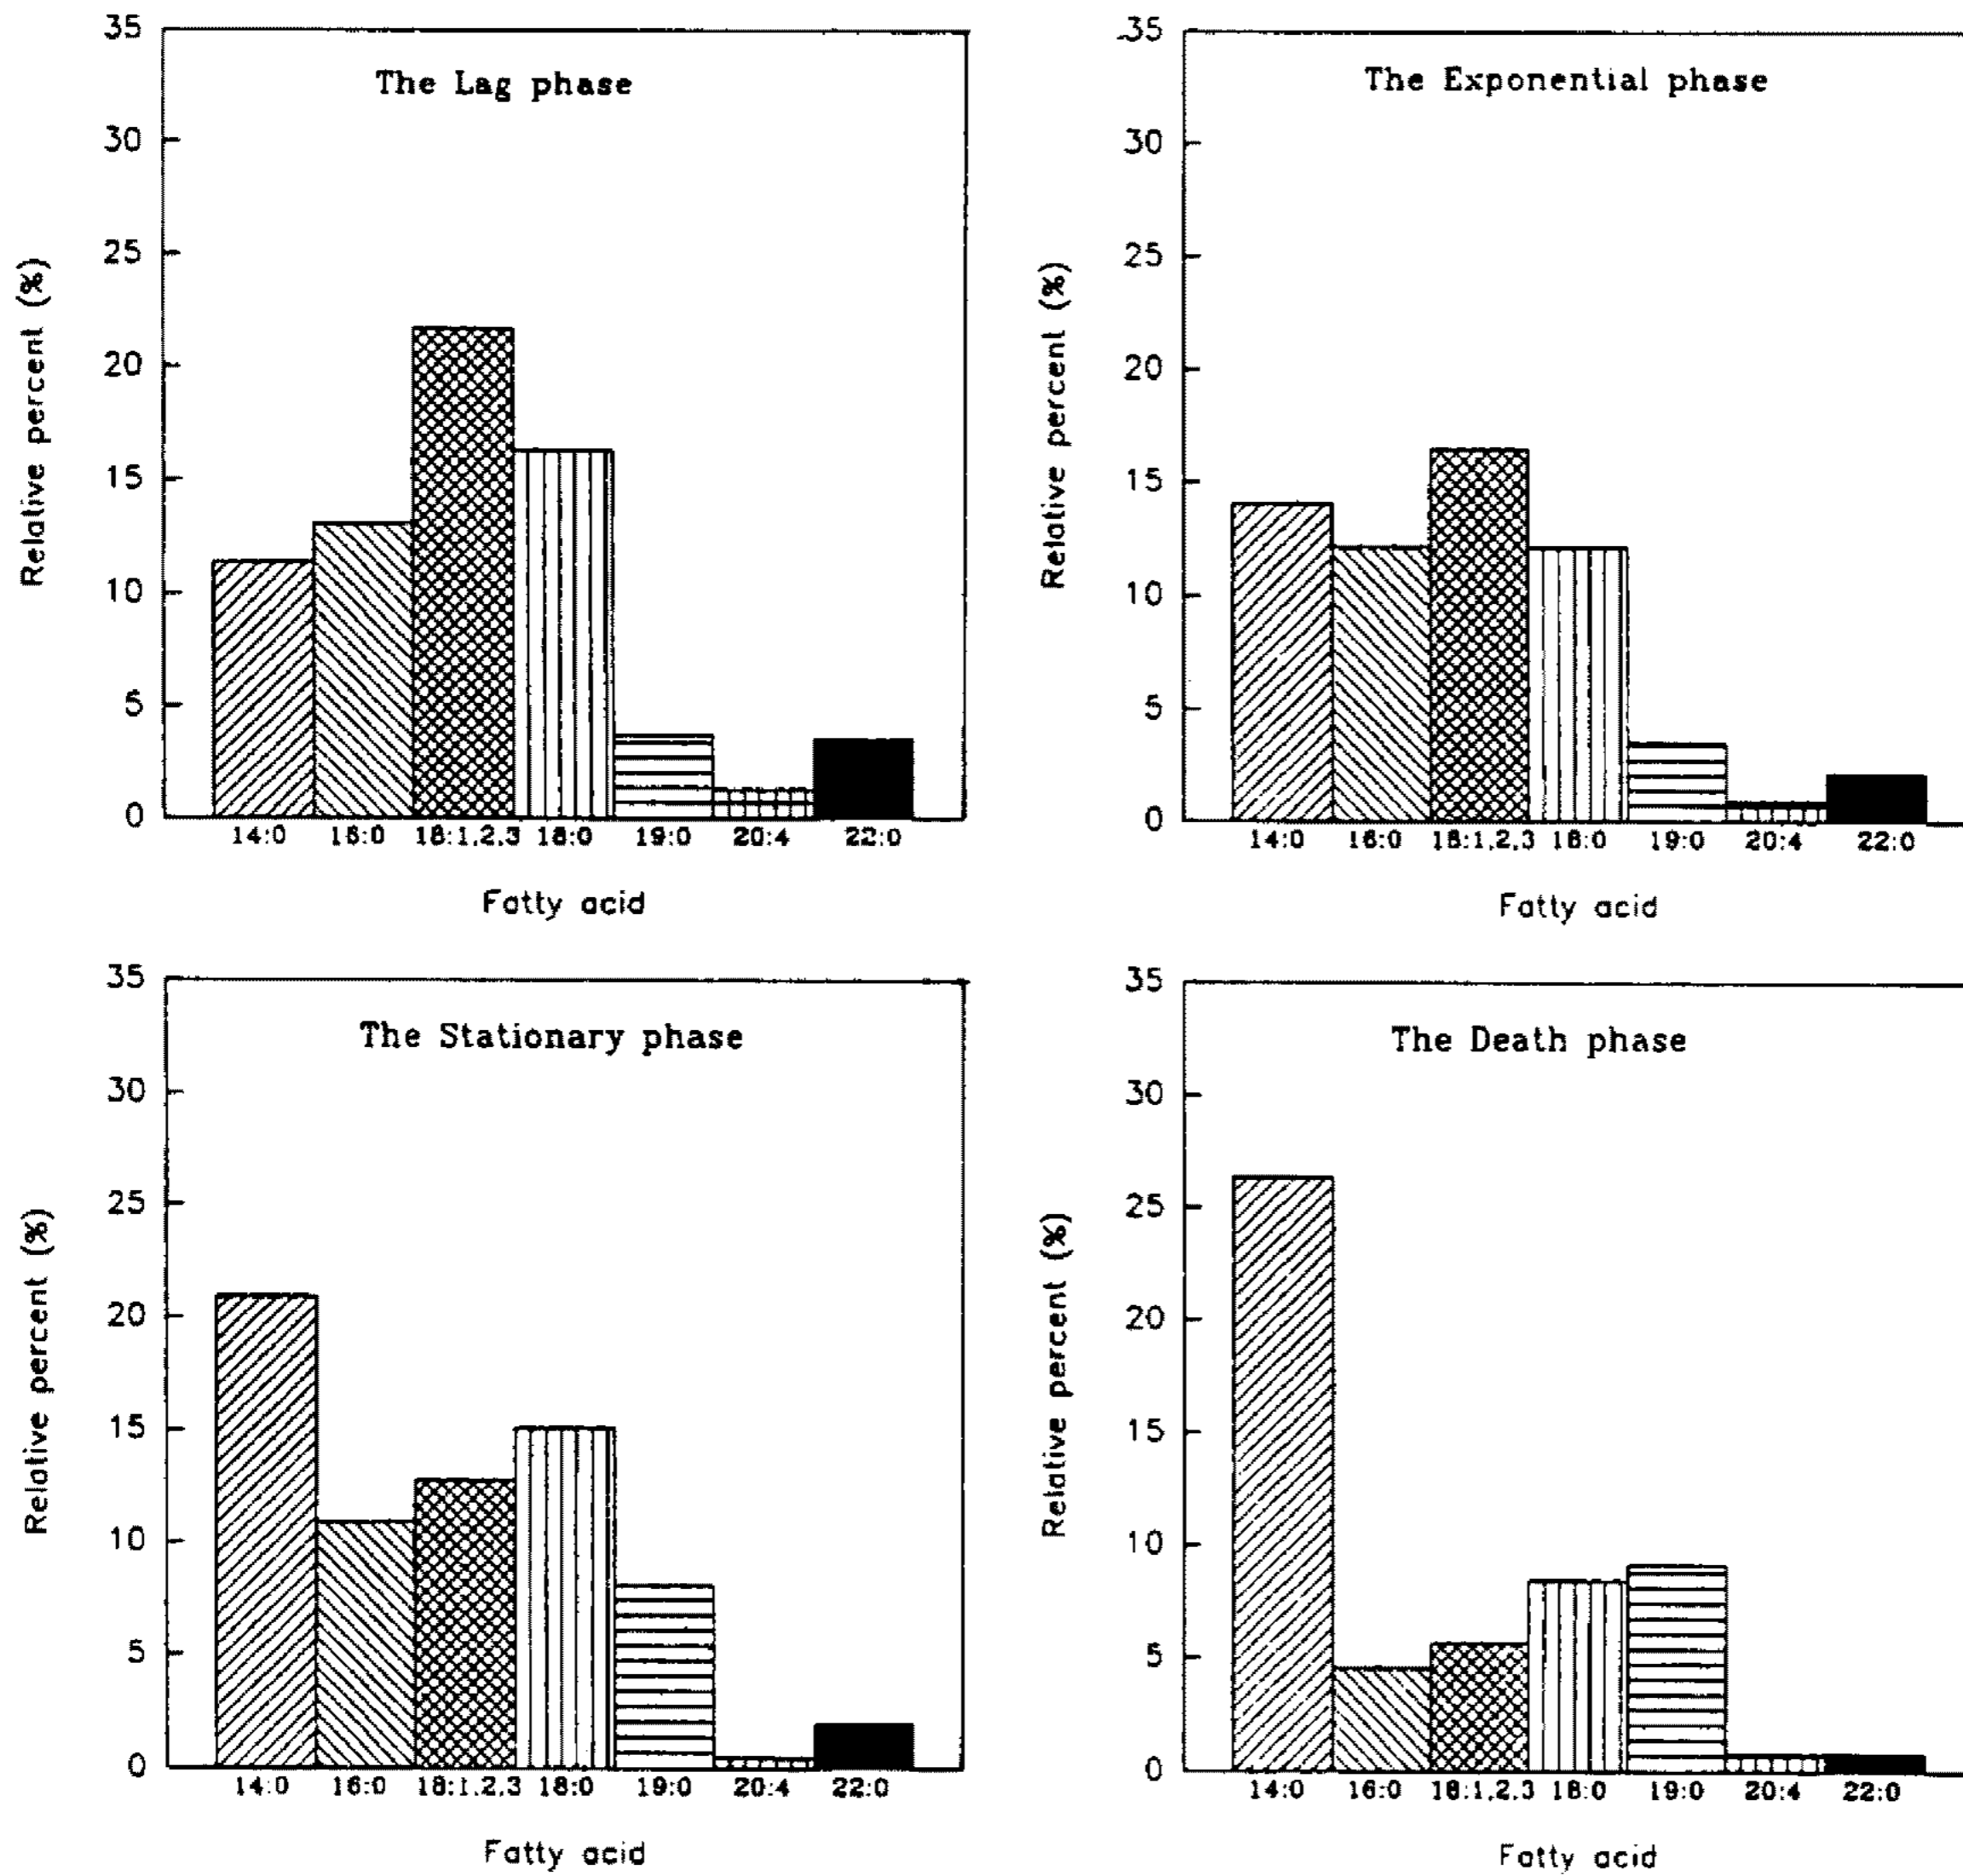 The Lag phase
35
30
25
20
15
10
5
0
Relative percent (%)
14:0 16:0 18:1,2,3 18:0 19:0 20:4 22:0
Fatty acid
The Exponential phase
35
30
25
20
15
10
5
0
Relative percent (%)
14:0 16:0 18:1,2,3 18:0 19:0 20:4 22:0
Fatty acid
The Stationary phase
35
30
25
20
15
10
5
0
Relative percent (%)
14:0 16:0 18:1,2,3 18:0 19:0 20:4 22:0
Fatty acid
The Death phase
35
30
25
20
15
10
5
0
Relative percent (%)
14:0 16:0 18:1,2,3 18:0 19:0 20:4 22:0
Fatty acid